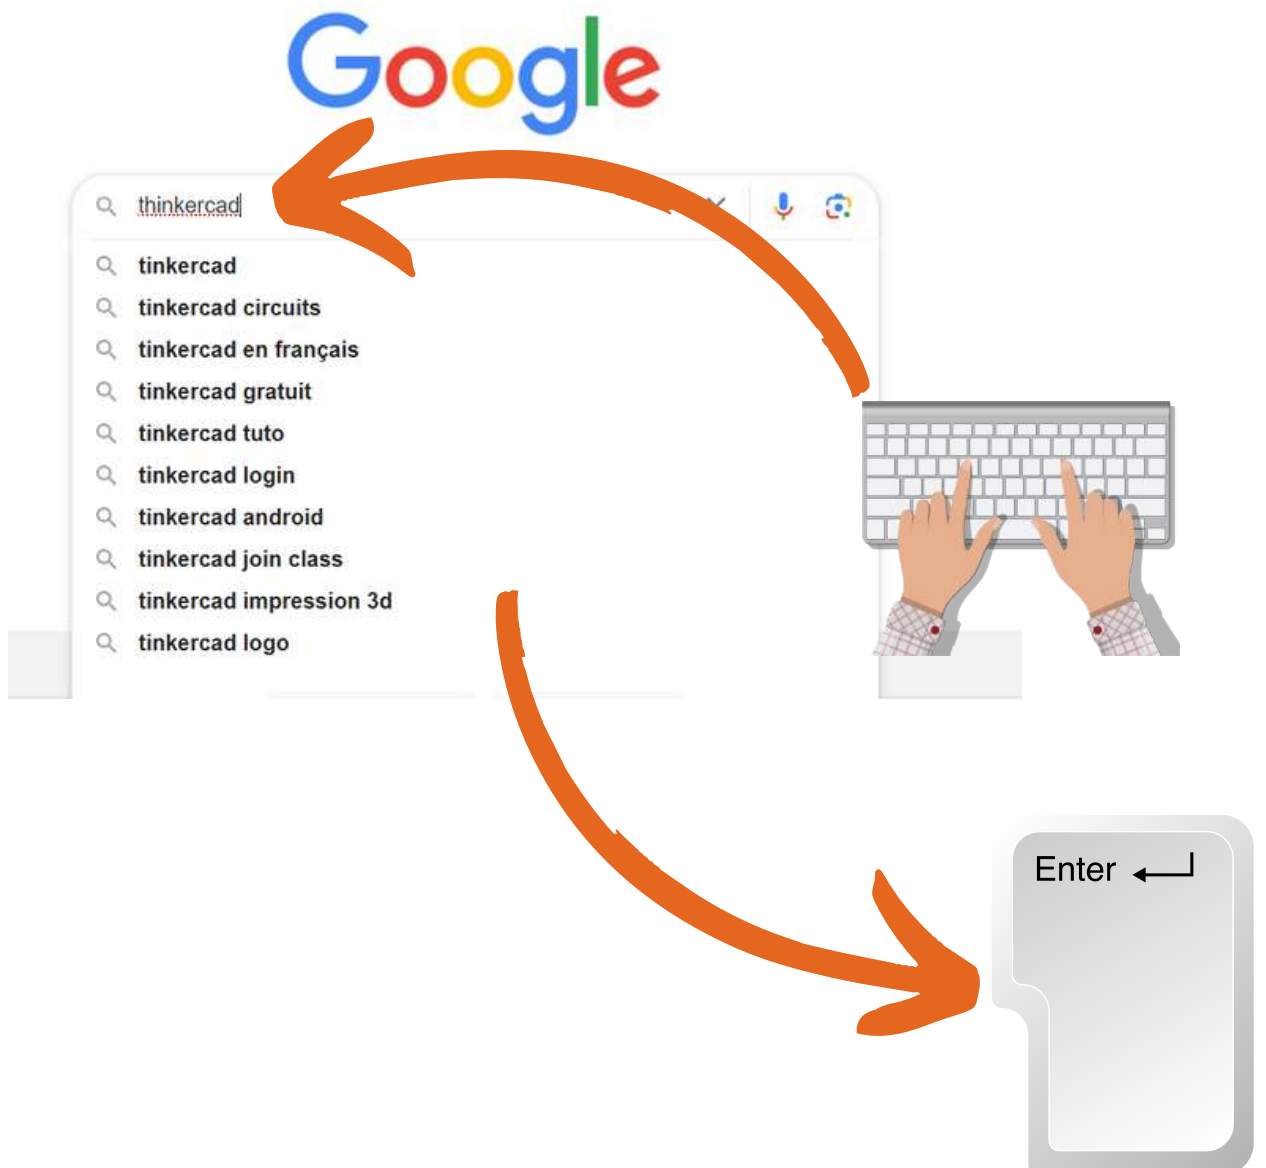 Google
thinkercad
tinkercad
tinkercad circuits
tinkercad en français
tinkercad gratuit
tinkercad tuto
tinkercad login
tinkercad android
tinkercad join class
tinkercad impression 3d
tinkercad logo
Enter